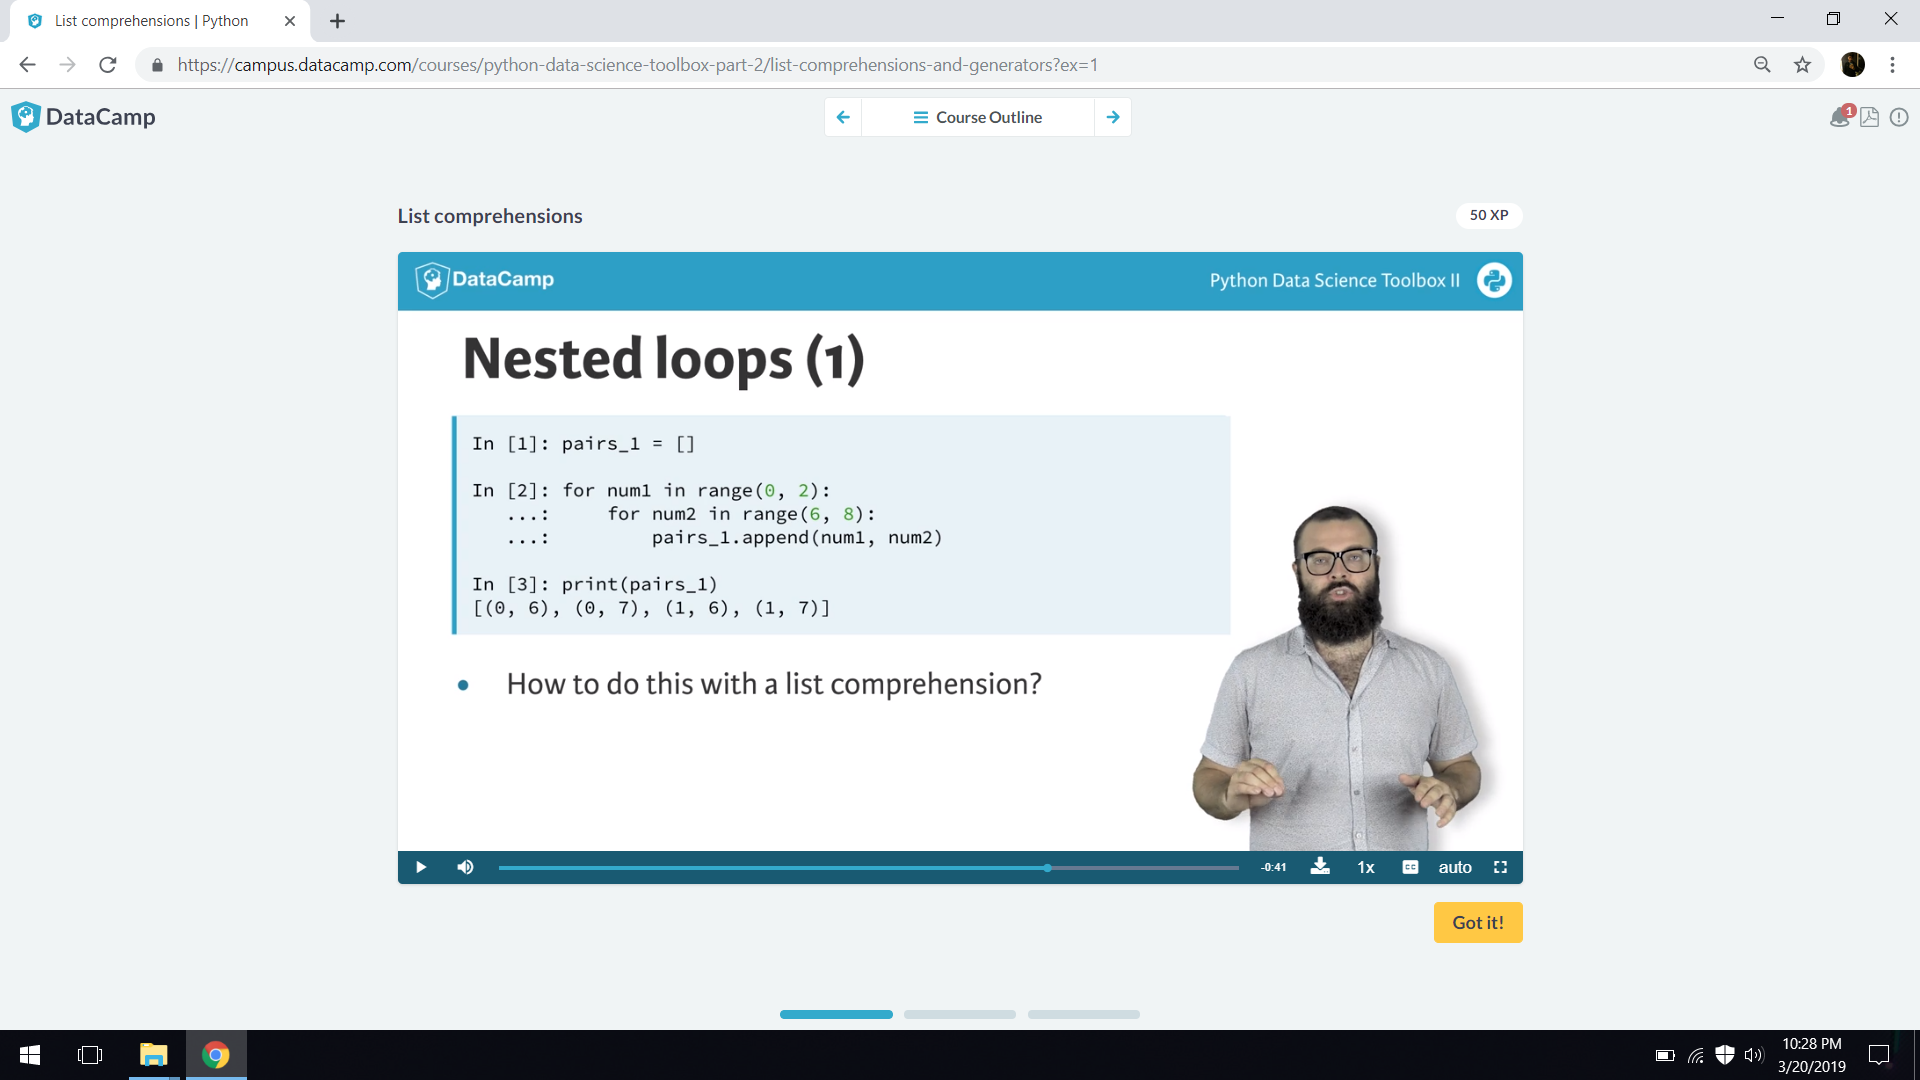 List comprehensions | Python
https://campus.datacamp.com/courses/python-data-science-toolbox-part-2/list-comprehensions-and-generators?ex=1
DataCamp
Course Outline
1
List comprehensions
50 XP
DataCamp
Python Data Science Toolbox II
Nested loops (1)
In [1]: pairs_1 = []
In [2]: for num1 in range(0, 2):
...:     for num2 in range(6, 8):
...:         pairs_1.append(num1, num2)
In [3]: print(pairs_1)
[(0, 6), (0, 7), (1, 6), (1, 7)]
• How to do this with a list comprehension?
-0:41
1x
CC
auto
Got it!
10:28 PM
3/20/2019